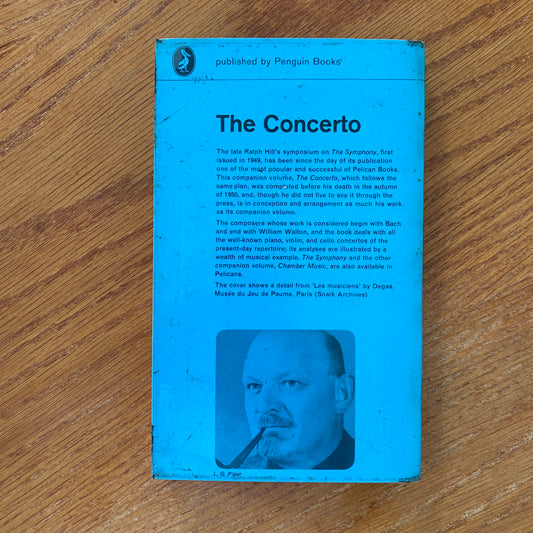 published by Penguin Books
The Concerto
The late Ralph Hill's symposium on The Symphony, first
issued in 1949, has been since the day of its publication
one of the most popular and successful of Pelican Books.
This companion volume, The Concerto, which follows the
same plan, was completed before his death in the autumn
of 1950, and, though he did not live to see it through the
press, is in conception and arrangement as much his work
as its companion volume.
The composers whose work is considered begin with Bach
and end with William Walton, and the book deals with all
the well-known piano, violin, and cello concertos of the
present-day repertoire; its analyses are illustrated by a
wealth of musical example. The Symphony and the other
companion volume, Chamber Music, are also available in
Pelicans.
The cover shows a detail from 'Les musiciens' by Degas,
Musée du Jeu de Paume, Paris (Snark Archives)
L. G. Piper